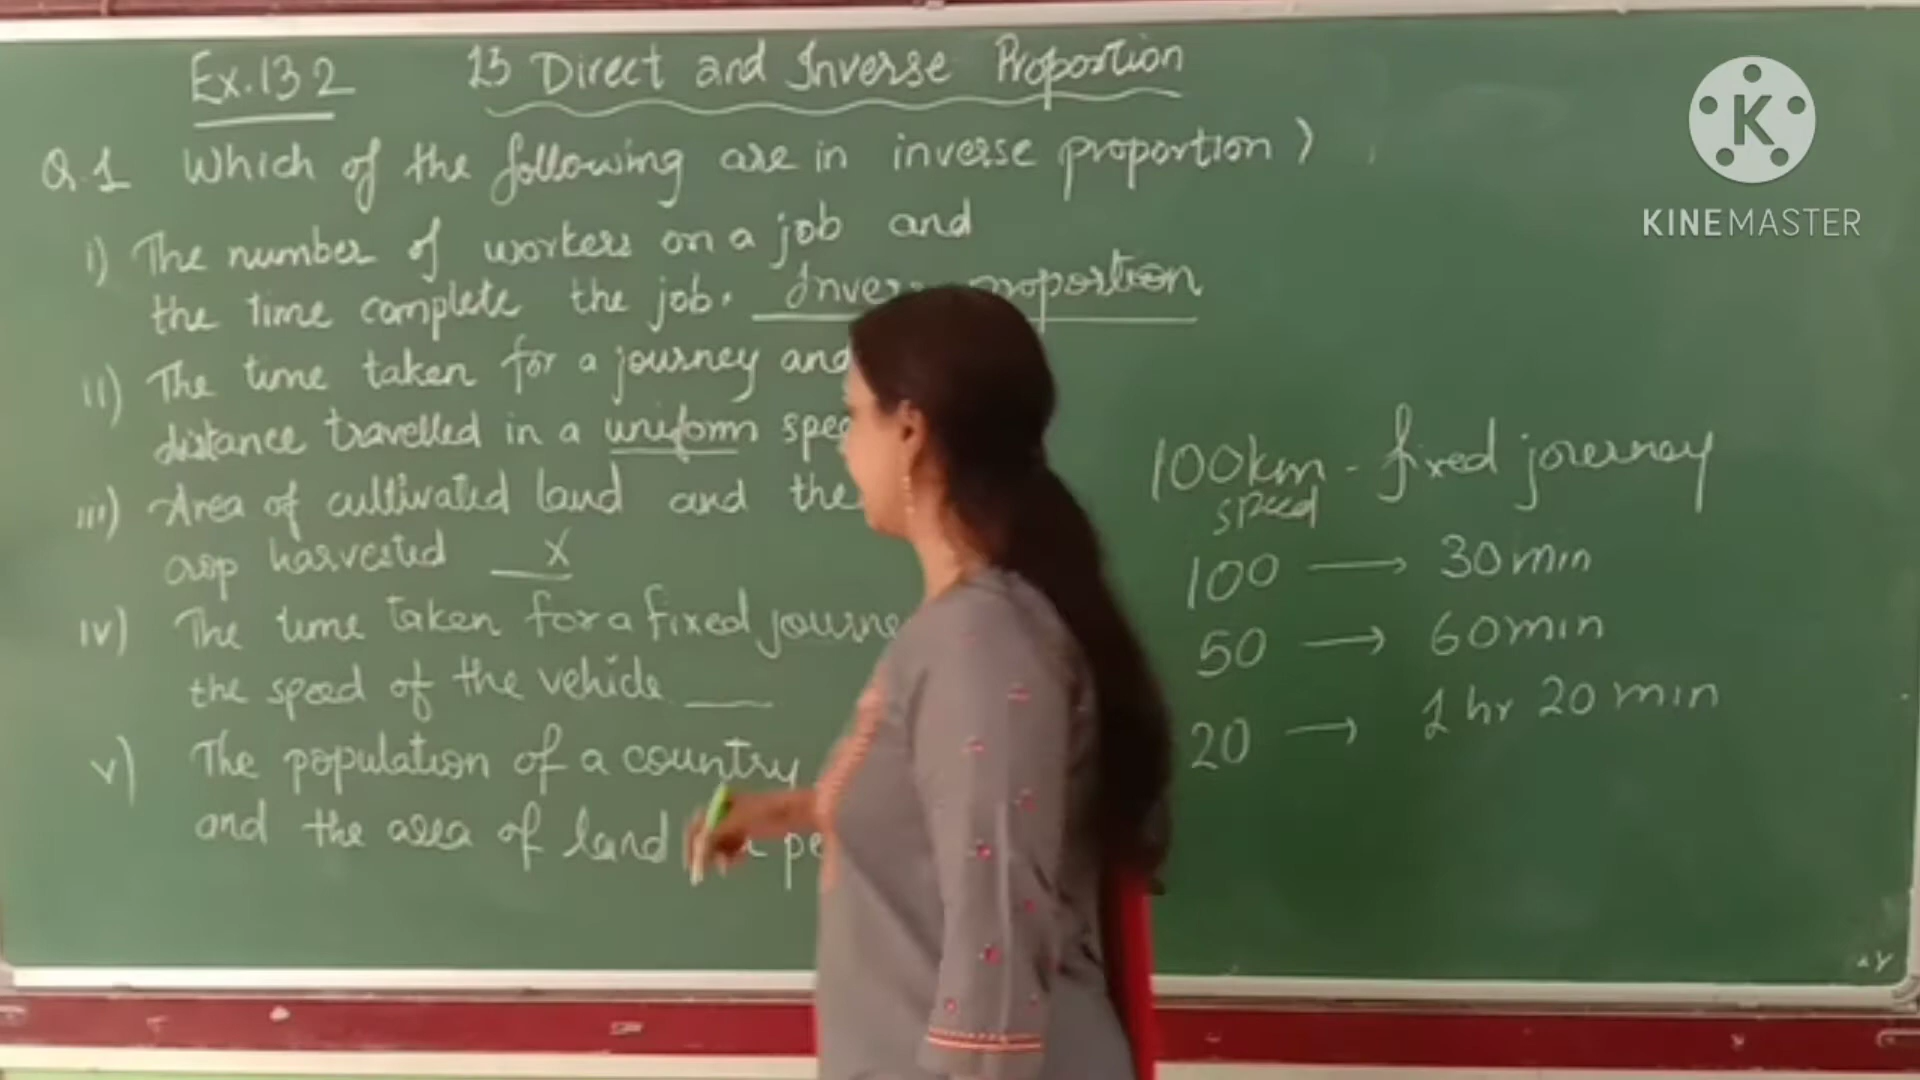 Ex.13 2 13 Direct and Inverse Proportion
Q.1 Which of the following are in inverse proportion ?
i) The number of workers on a job and
the time complete the job. proportion
ii) The time taken for a journey and
distance travelled in a uniform
iii) Area of cultivated land and the
crop harvested X
iv) The time taken for a fixed
the speed of the vehicle
v) The population of a country
and the area of land
100km - fixed journey
speed
100 → 30 min
50 → 60 min
20 → 1 hr 20 min
K
KINEMASTER